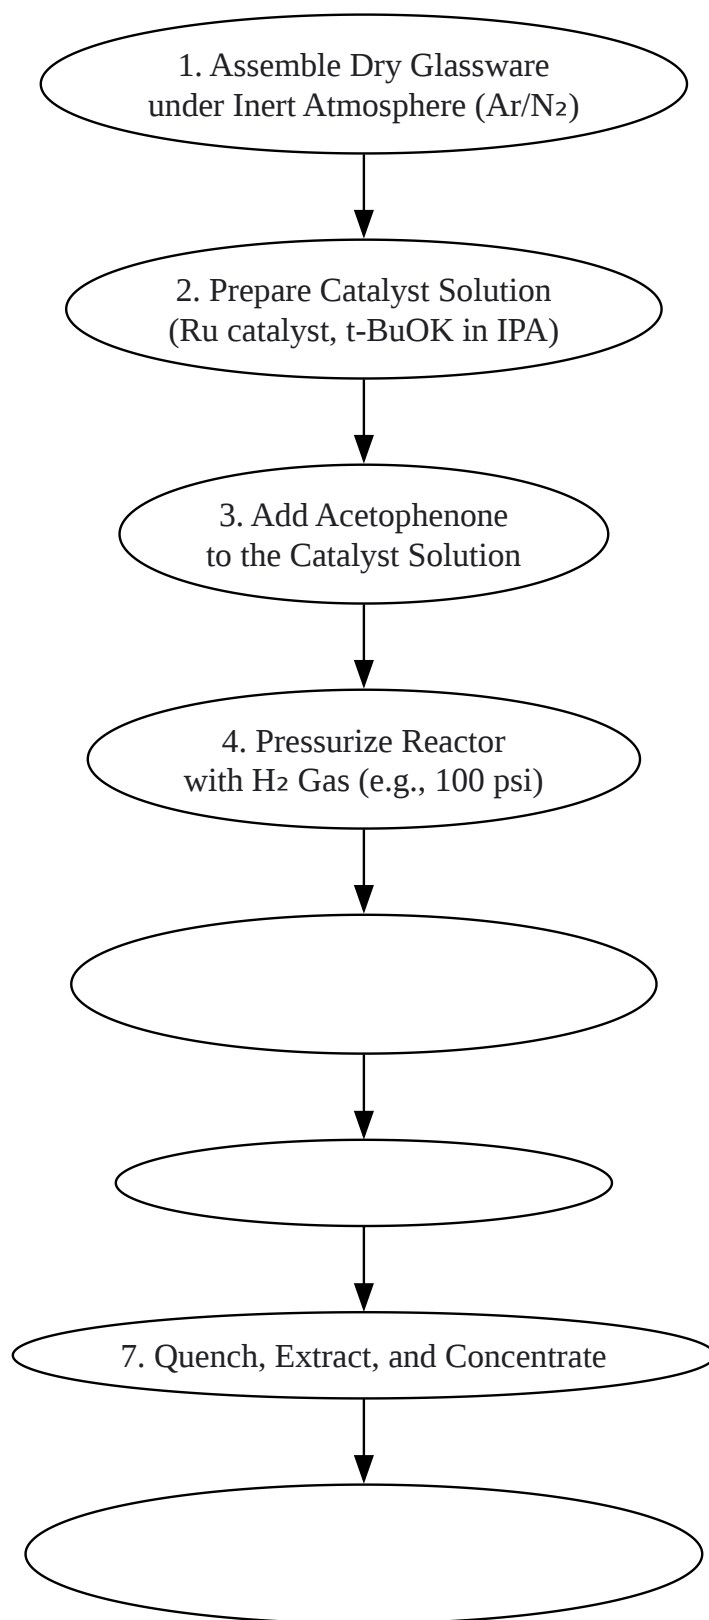 1. Assemble Dry Glassware
under Inert Atmosphere (Ar/N₂)
2. Prepare Catalyst Solution
(Ru catalyst, t-BuOK in IPA)
3. Add Acetophenone
to the Catalyst Solution
4. Pressurize Reactor
with H₂ Gas (e.g., 100 psi)
7. Quench, Extract, and Concentrate